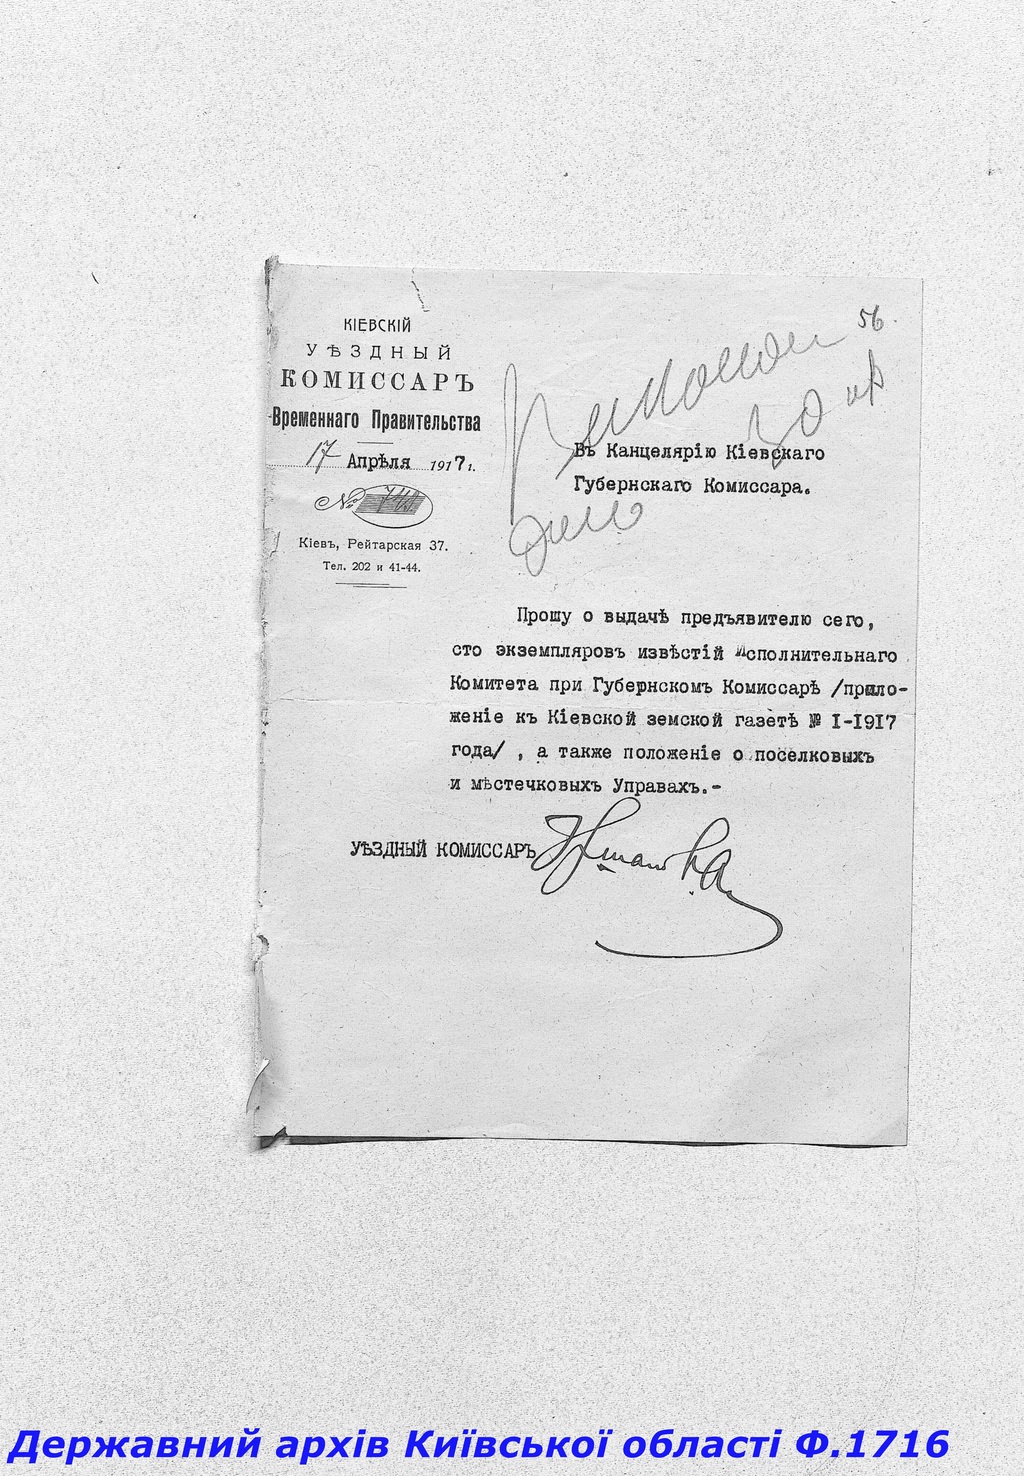 56.
КІЕВСКІЙ
УѢЗДНЫЙ
КОМИССАРЪ
Временнаго Правительства
17 Апрѣля 1917 г.
№
Кіевъ, Рейтарская 37.
Тел. 202 и 41-44.
Въ Канцелярію Кіевскаго
Губернскаго Комиссара.
Прошу о выдачѣ предъявителю сего,
сто экземпляровъ извѣстій Исполнительнаго
Комитета при Губернскомъ Комиссарѣ /прило-
женіе къ Кіевской земской газетѣ № I-I917
года/ , а также положеніе о поселковыхъ
и мѣстечковыхъ Управахъ.-
УѢЗДНЫЙ КОМИССАРЪ
Державний архів Київської області Ф.1716